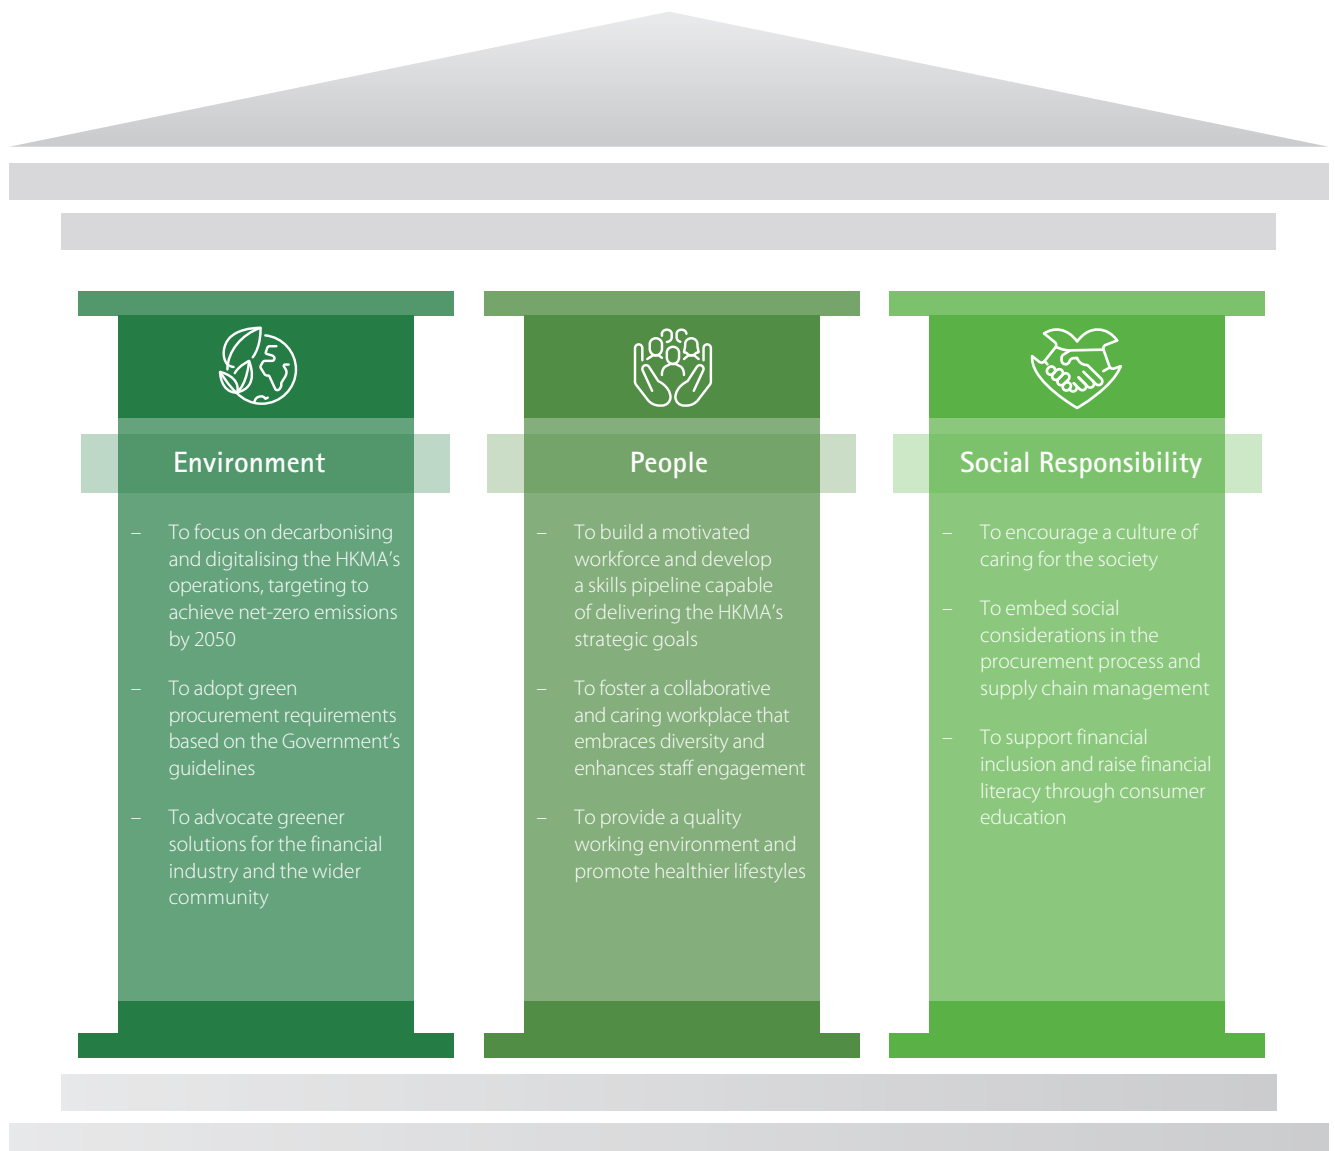 Environment
– To focus on decarbonising
and digitalising the HKMA’s
operations, targeting to
achieve net-zero emissions
by 2050
– To adopt green
procurement requirements
based on the Government’s
guidelines
– To advocate greener
solutions for the financial
industry and the wider
community
People
– To build a motivated
workforce and develop
a skills pipeline capable
of delivering the HKMA’s
strategic goals
– To foster a collaborative
and caring workplace that
embraces diversity and
enhances staff engagement
– To provide a quality
working environment and
promote healthier lifestyles
Social Responsibility
– To encourage a culture of
caring for the society
– To embed social
considerations in the
procurement process and
supply chain management
– To support financial
inclusion and raise financial
literacy through consumer
education